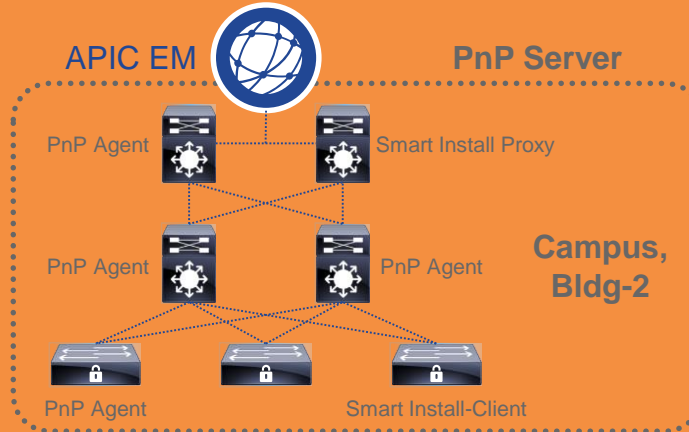 APIC EM
PnP Server
PnP Agent
Smart Install Proxy
PnP Agent
PnP Agent
Campus,
Bldg-2
PnP Agent
Smart Install-Client